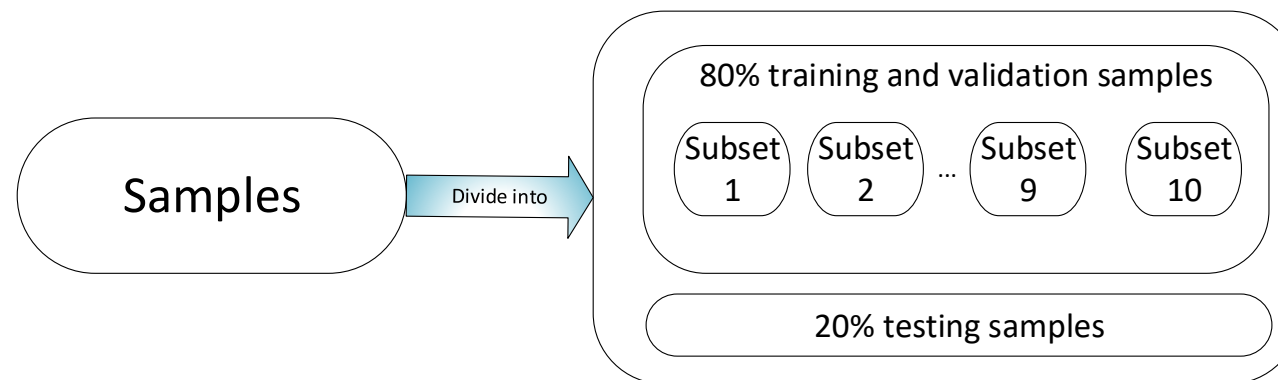 Samples
Divide into
80% training and validation samples
Subset
1
Subset
2
...
Subset
9
Subset
10
20% testing samples